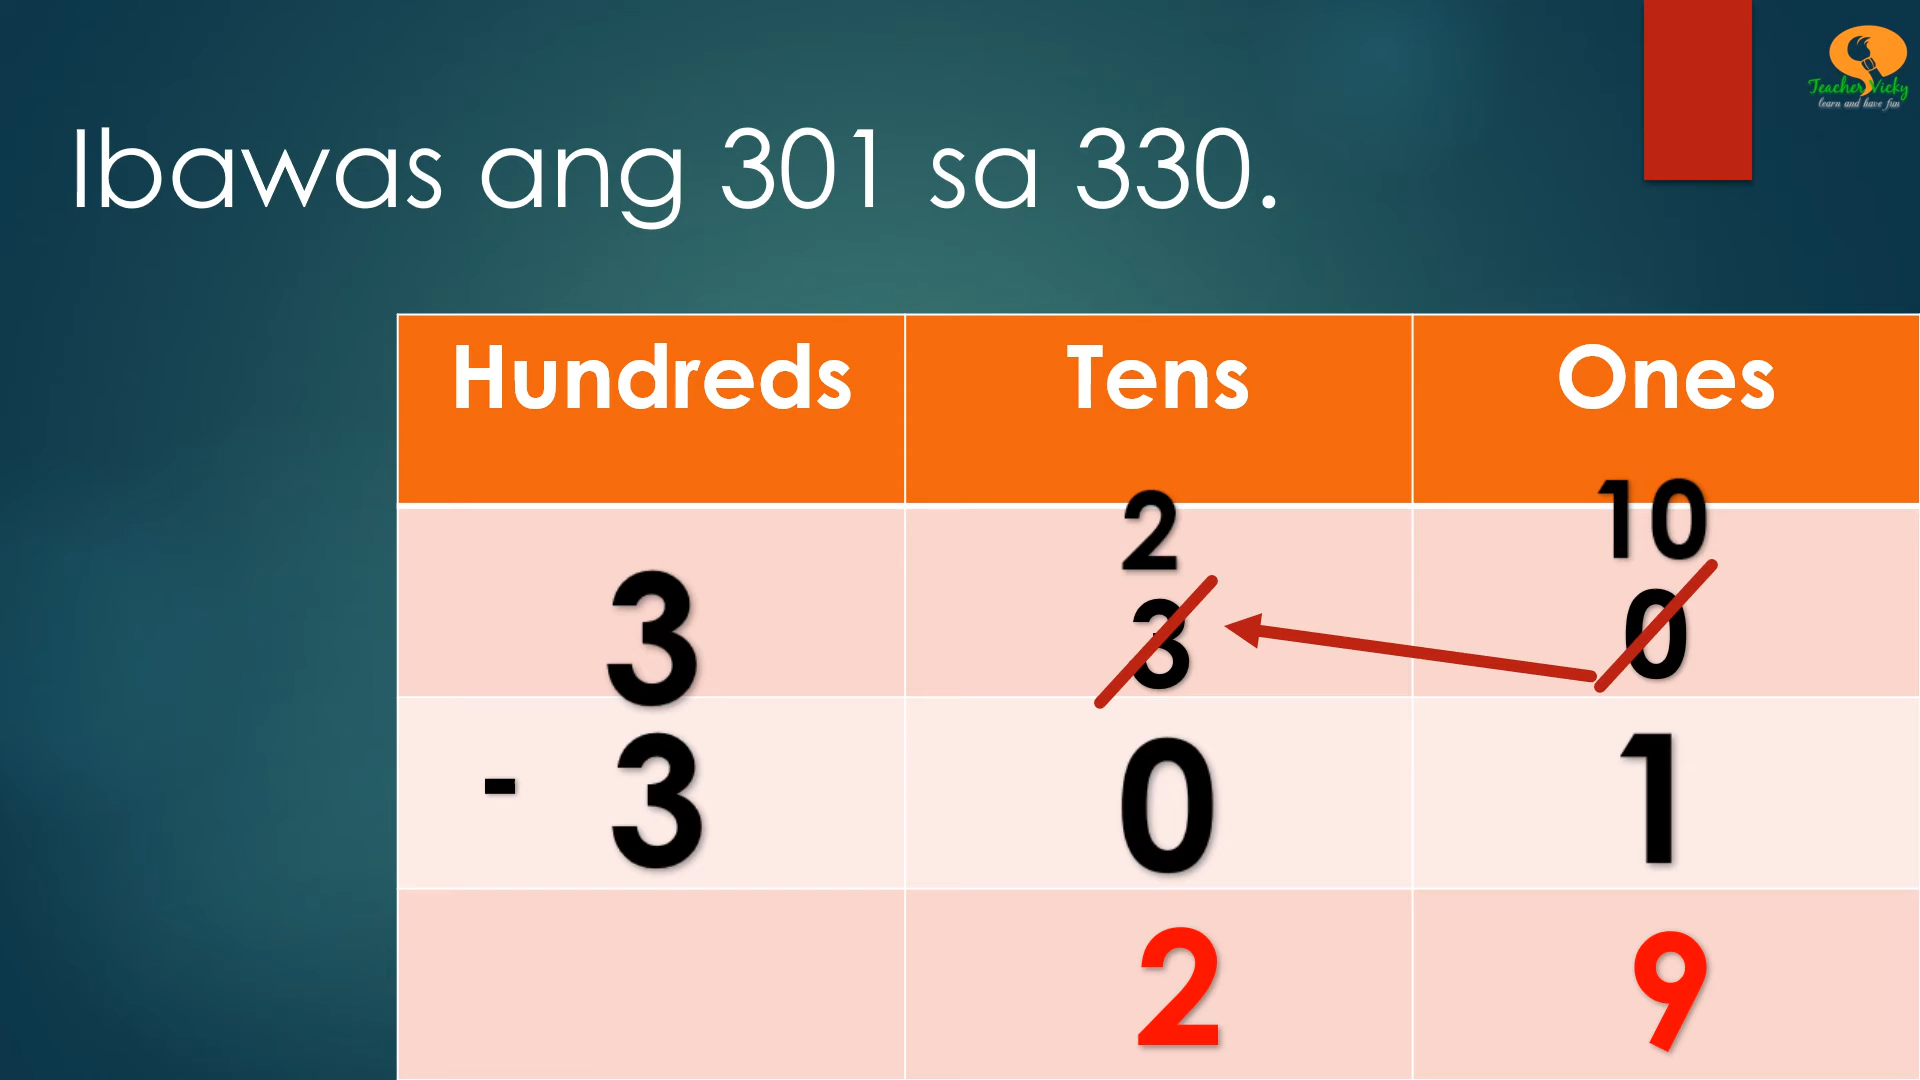 Teacher Vicky
learn and have fun
Ibawas ang 301 sa 330.
Hundreds Tens Ones
2 10
3 3 0
- 3 0 1
2 9